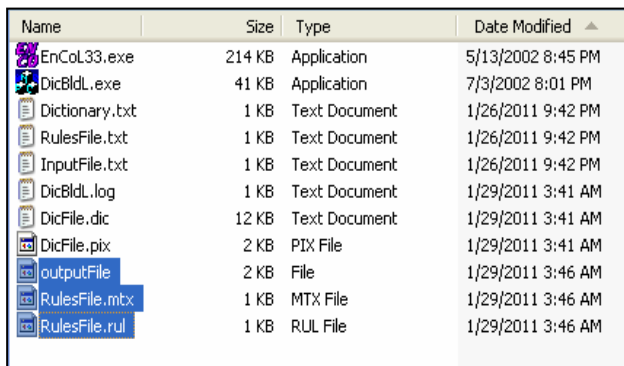 Name Size Type Date Modified
EnCoL33.exe 214 KB Application 5/13/2002 8:45 PM
DicBldL.exe 41 KB Application 7/3/2002 8:01 PM
Dictionary.txt 1 KB Text Document 1/26/2011 9:42 PM
RulesFile.txt 1 KB Text Document 1/26/2011 9:42 PM
InputFile.txt 1 KB Text Document 1/26/2011 9:42 PM
DicBldL.log 1 KB Text Document 1/29/2011 3:41 AM
DicFile.dic 12 KB Text Document 1/29/2011 3:41 AM
DicFile.pix 2 KB PIX File 1/29/2011 3:41 AM
outputFile 2 KB File 1/29/2011 3:46 AM
RulesFile.mtx 1 KB MTX File 1/29/2011 3:46 AM
RulesFile.rul 1 KB RUL File 1/29/2011 3:46 AM